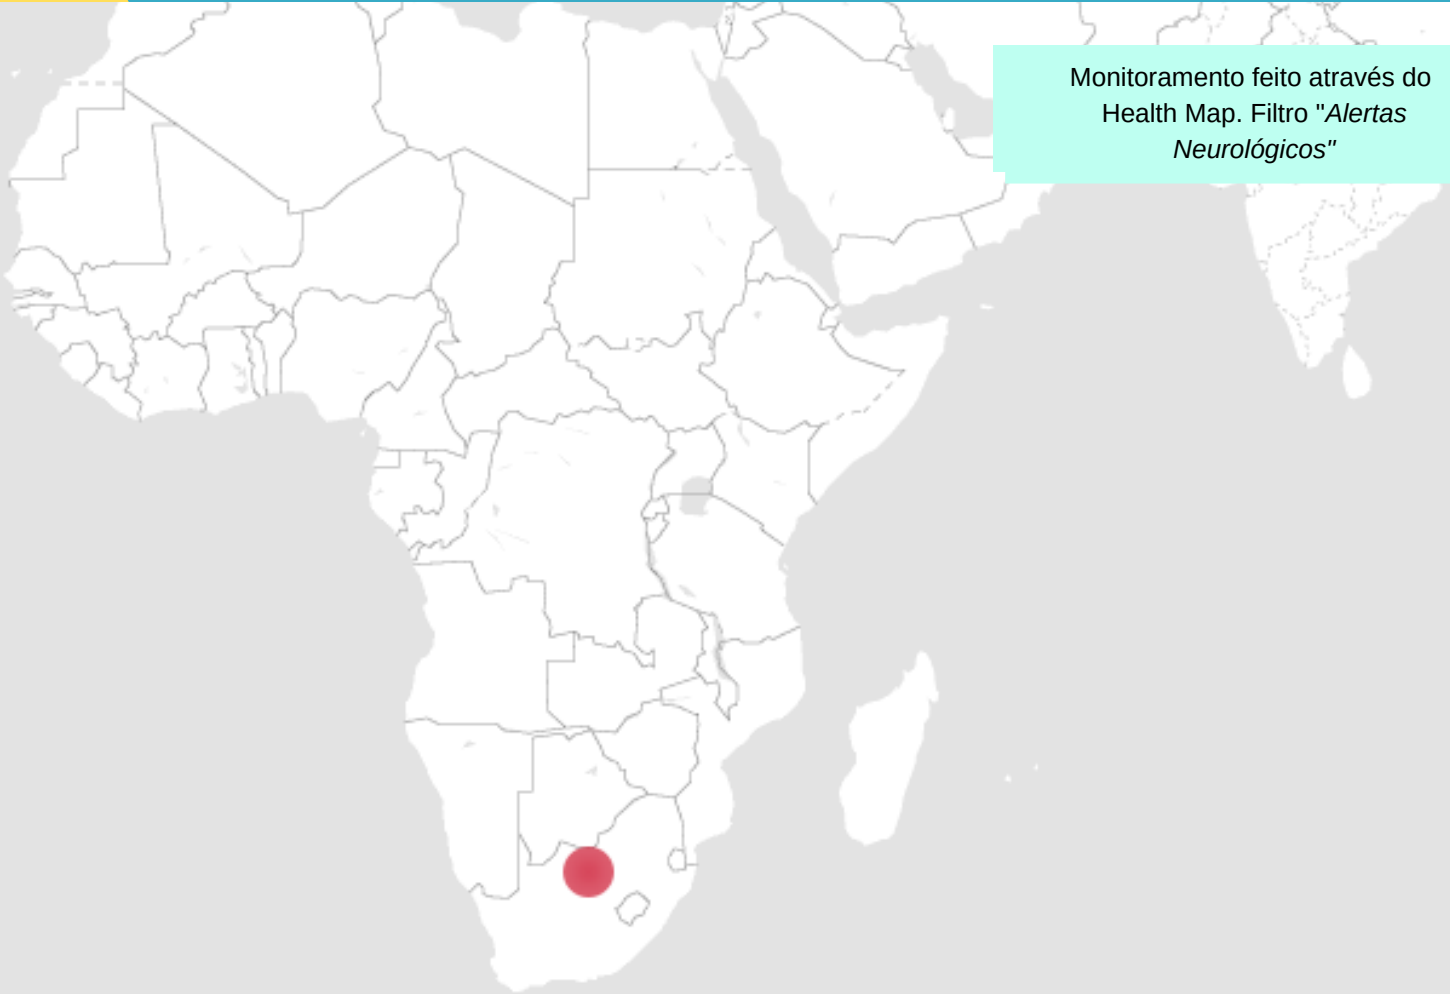 Monitoramento feito através do
Health Map. Filtro "Alertas
Neurológicos"